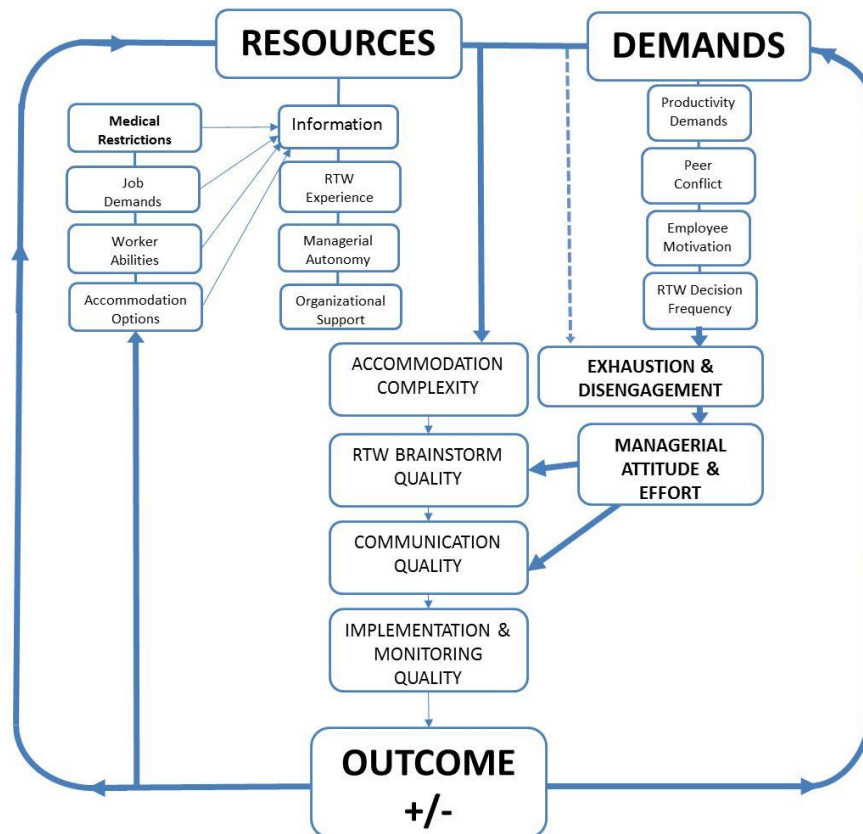 RESOURCES
DEMANDS
Medical
Restrictions
Job
Demands
Worker
Abilities
Accommodation
Options
Information
RTW
Experience
Managerial
Autonomy
Organizational
Support
Productivity
Demands
Peer
Conflict
Employee
Motivation
RTW Decision
Frequency
ACCOMMODATION
COMPLEXITY
EXHAUSTION &
DISENGAGEMENT
RTW BRAINSTORM
QUALITY
MANAGERIAL
ATTITUDE &
EFFORT
COMMUNICATION
QUALITY
IMPLEMENTATION &
MONITORING
QUALITY
OUTCOME
+/-